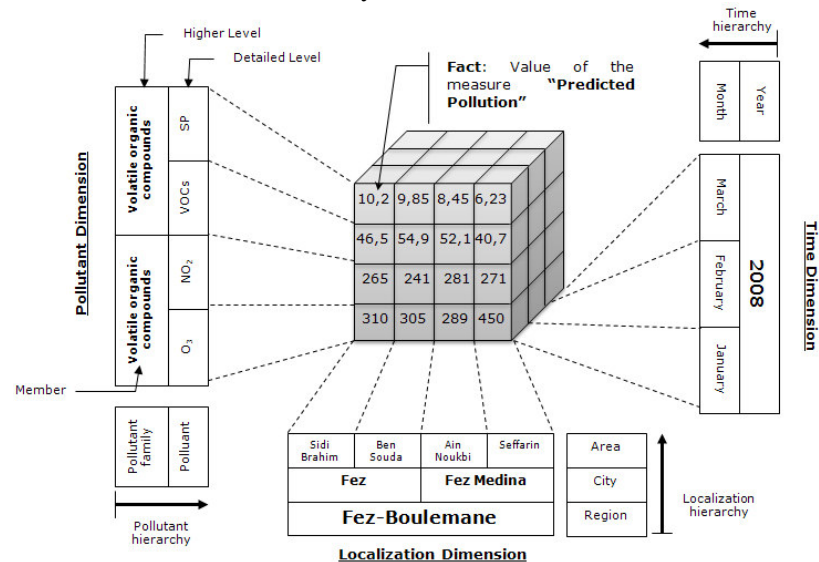 Higher Level
Detailed Level
Fact: Value of the
measure "Predicted
Pollution"
Time
hierarchy
Month
Year
Pollutant Dimension
Volatile organic
compounds
SP
VOCs
Volatile organic
compounds
NO₂
O₃
Member
Pollutant
family
Polluant
Pollutant
hierarchy
10,2 9,85 8,45 6,23
46,5 54,9 52,1 40,7
265 241 281 271
310 305 289 450
March
February
January
2008
Time Dimension
Sidi
Brahim
Ben
Souda
Ain
Noukbi
Seffarin
Fez
Fez Medina
Fez-Boulemane
Area
City
Region
Localization
hierarchy
Localization Dimension